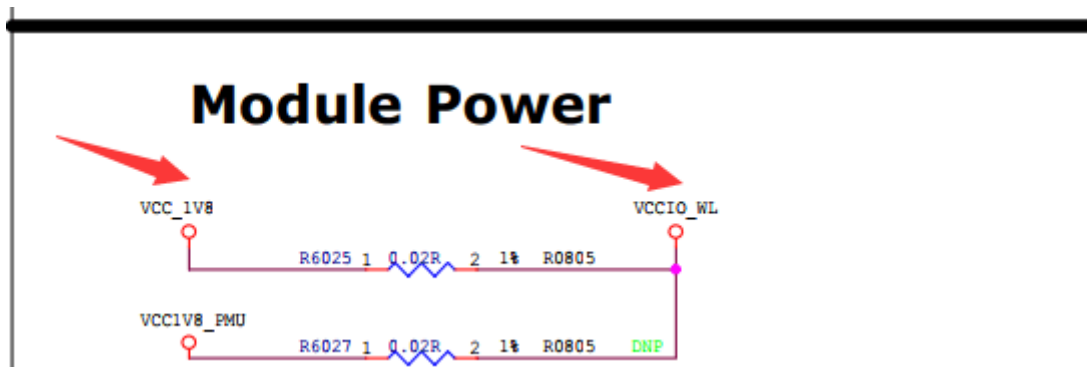 Module Power
VCC_1V8
VCCIO_WL
R6025 1 0.02R 2 1% R0805
VCC1V8_PMU
R6027 1 0.02R 2 1% R0805 DNP